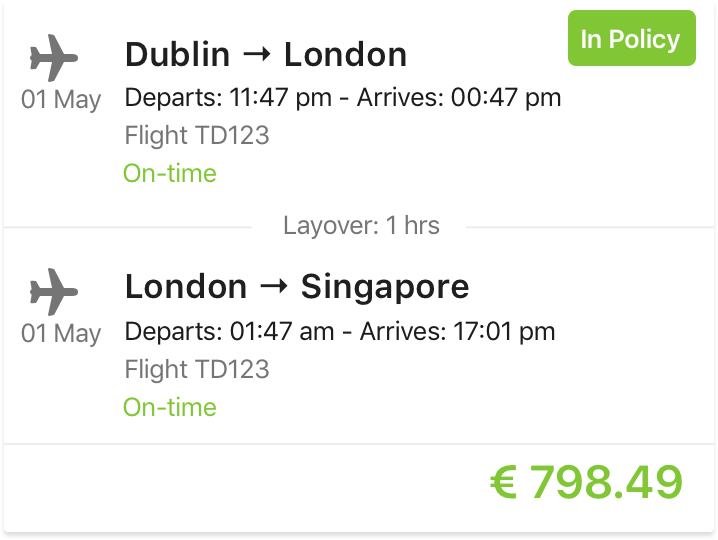 In Policy
Dublin → London
01 May
Departs: 11:47 pm - Arrives: 00:47 pm
Flight TD123
On-time
Layover: 1 hrs
London → Singapore
01 May
Departs: 01:47 am - Arrives: 17:01 pm
Flight TD123
On-time
€ 798.49